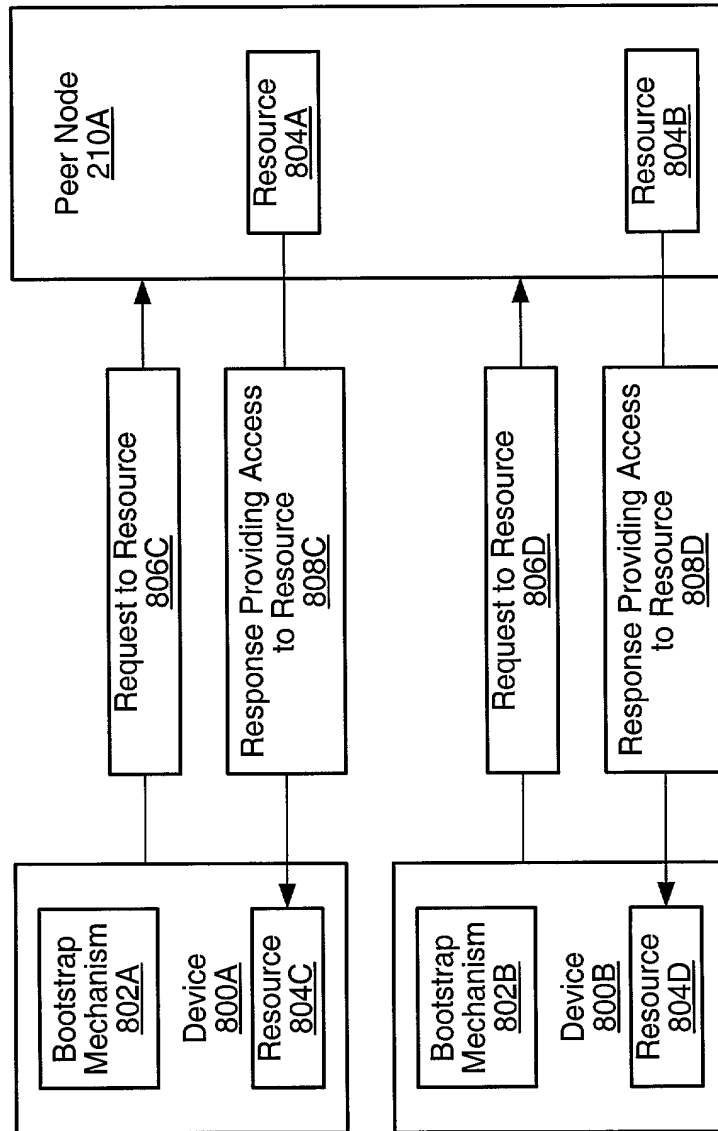 Bootstrap
Mechanism
802A
Device
800A
Resource
804C
Request to Resource
806C
Response Providing Access
to Resource
808C
Peer Node
210A
Resource
804A
Bootstrap
Mechanism
802B
Device
800B
Resource
804D
Request to Resource
806D
Response Providing Access
to Resource
808D
Resource
804B